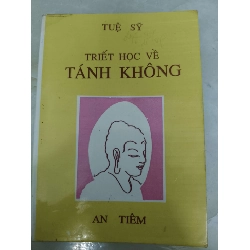 TUỆ SỸ
TRIẾT HỌC VỀ
TÁNH KHÔNG
AN TIÊM